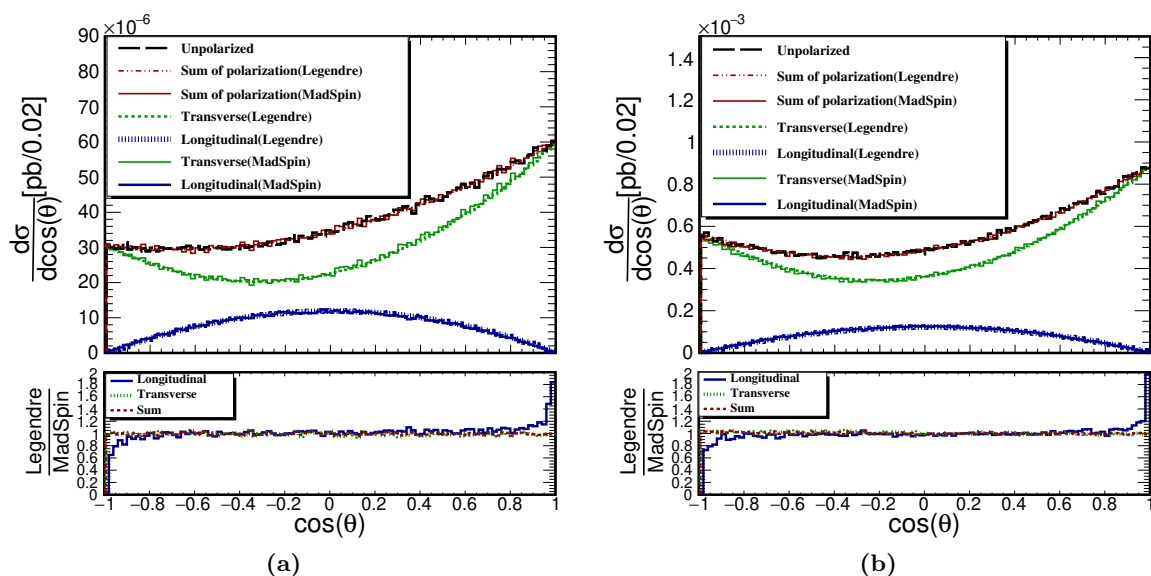 ×10⁻⁶
90
80
70
60
50
40
30
20
10
0
dσ
dcos(θ)
[pb/0.02]
Unpolarized
Sum of polarization(Legendre)
Sum of polarization(MadSpin)
Transverse(Legendre)
Longitudinal(Legendre)
Transverse(MadSpin)
Longitudinal(MadSpin)
2
1.8
1.6
1.4
1.2
1
0.8
0.6
0.4
0.2
0
Legendre
MadSpin
Longitudinal
Transverse
Sum
−1 −0.8 −0.6 −0.4 −0.2 0 0.2 0.4 0.6 0.8 1
cos(θ)
(a)
×10⁻³
1.4
1.2
1
0.8
0.6
0.4
0.2
0
dσ
dcos(θ)
[pb/0.02]
Unpolarized
Sum of polarization(Legendre)
Sum of polarization(MadSpin)
Transverse(Legendre)
Longitudinal(Legendre)
Transverse(MadSpin)
Longitudinal(MadSpin)
2
1.8
1.6
1.4
1.2
1
0.8
0.6
0.4
0.2
0
Legendre
MadSpin
Longitudinal
Transverse
Sum
−1 −0.8 −0.6 −0.4 −0.2 0 0.2 0.4 0.6 0.8 1
cos(θ)
(b)